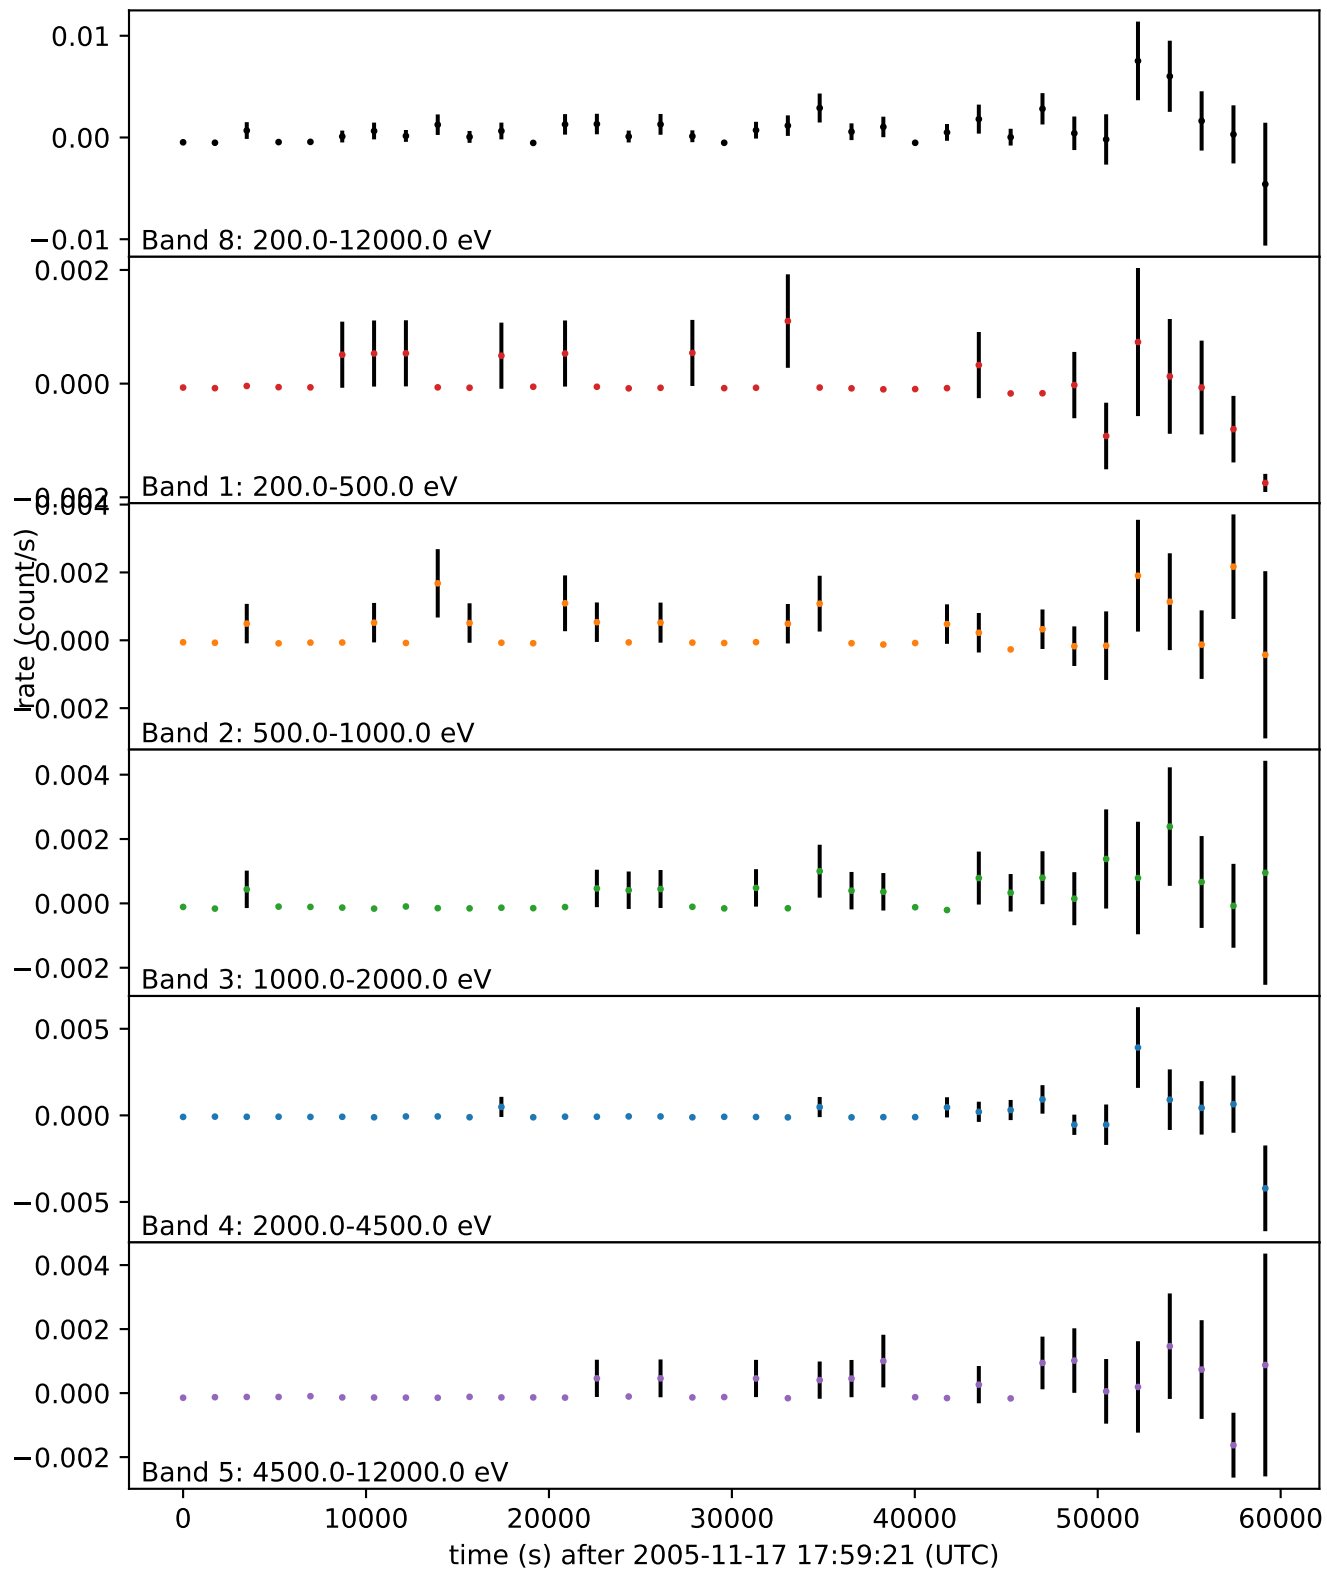 0.01
0.00
−0.01
Band 8: 200.0-12000.0 eV
0.002
0.000
−0.002
Band 1: 200.0-500.0 eV
0.004
0.002
0.000
−0.002
rate (count/s)
Band 2: 500.0-1000.0 eV
0.004
0.002
0.000
−0.002
Band 3: 1000.0-2000.0 eV
0.005
0.000
−0.005
Band 4: 2000.0-4500.0 eV
0.004
0.002
0.000
−0.002
Band 5: 4500.0-12000.0 eV
0 10000 20000 30000 40000 50000 60000
time (s) after 2005-11-17 17:59:21 (UTC)